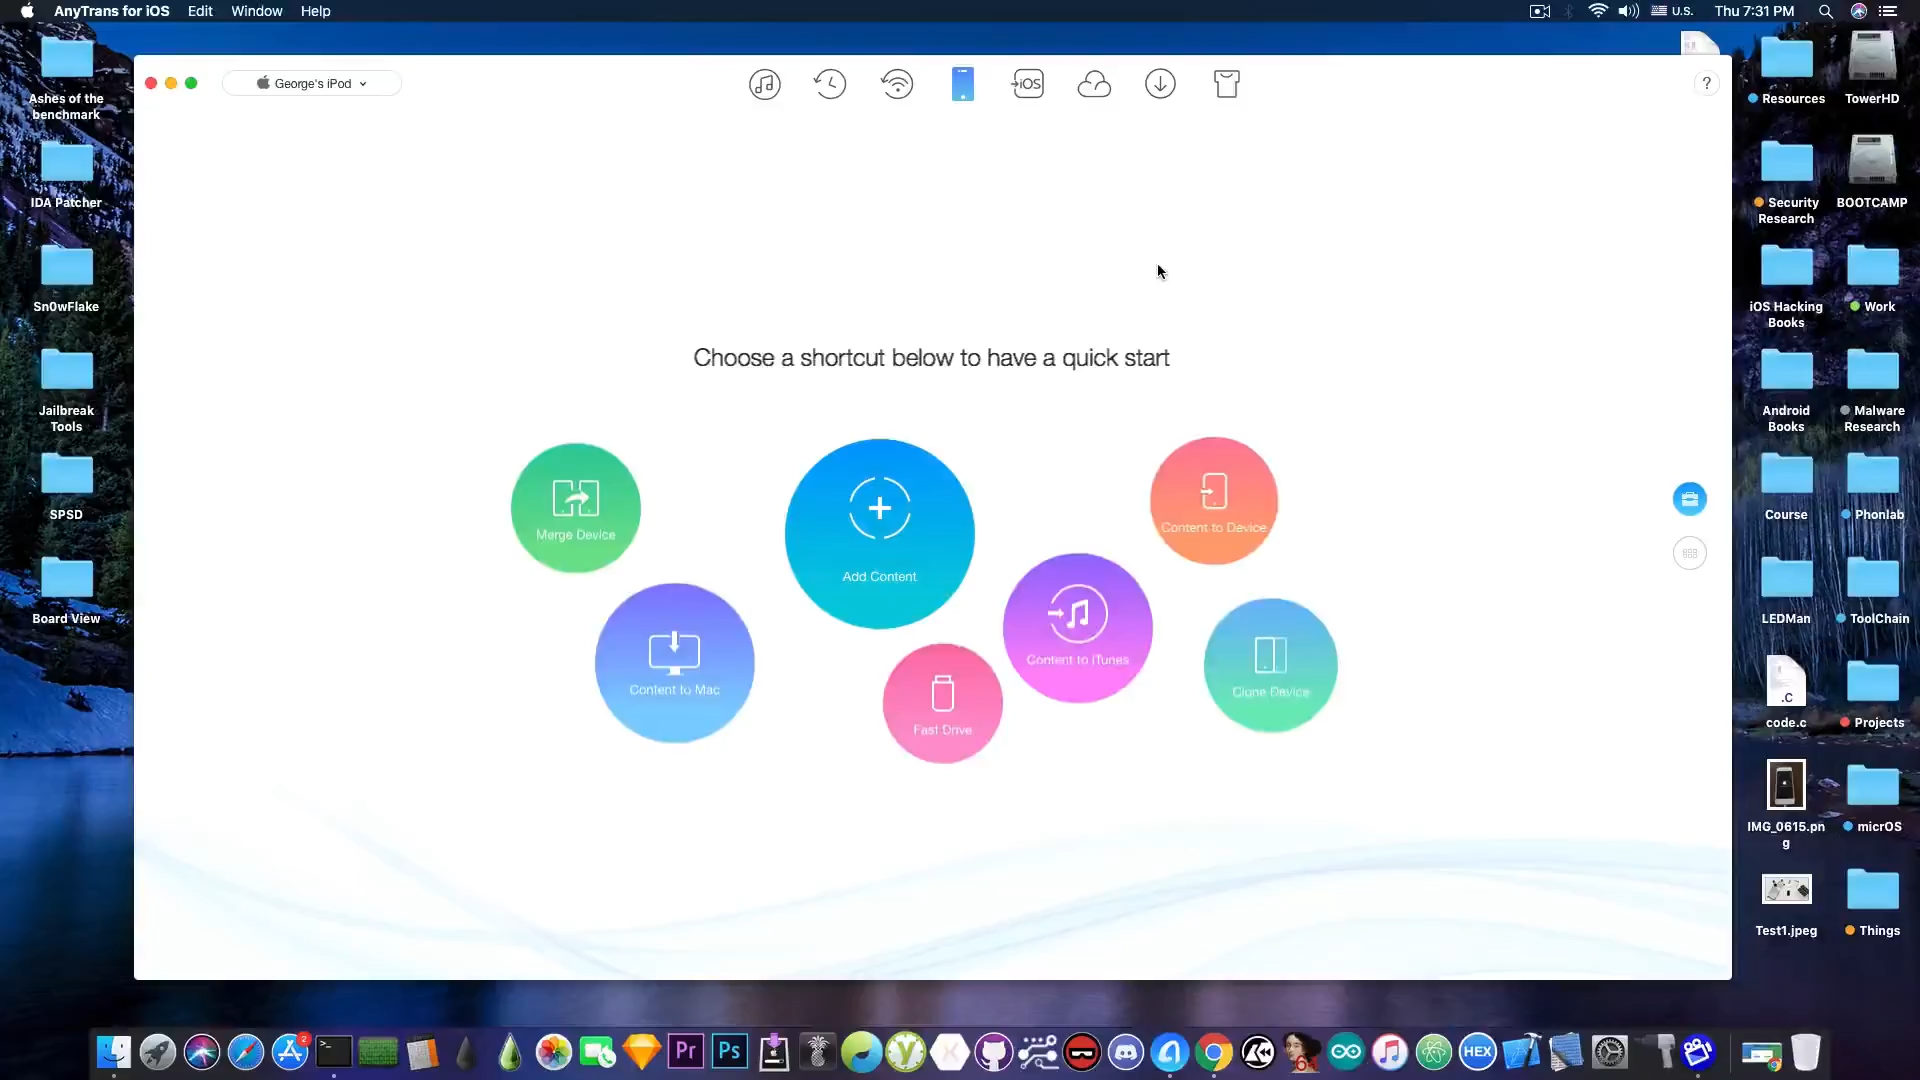 AnyTrans for iOS Edit Window Help
U.S. Thu 7:31 PM
George's iPod
iOS
?
Choose a shortcut below to have a quick start
Merge Device
Add Content
Content to Device
Content to Mac
Fast Drive
Content to iTunes
Clone Device
Ashes of the
benchmark
IDA Patcher
Sn0wFlake
Jailbreak
Tools
SPSD
Board View
Resources
TowerHD
Security
Research
BOOTCAMP
iOS Hacking
Books
Work
Android
Books
Malware
Research
Course
Phonlab
LEDMan
ToolChain
.C
code.c
Projects
IMG_0615.pn
g
micrOS
Test1.jpeg
Things
2
>_
Pr
Ps
HEX